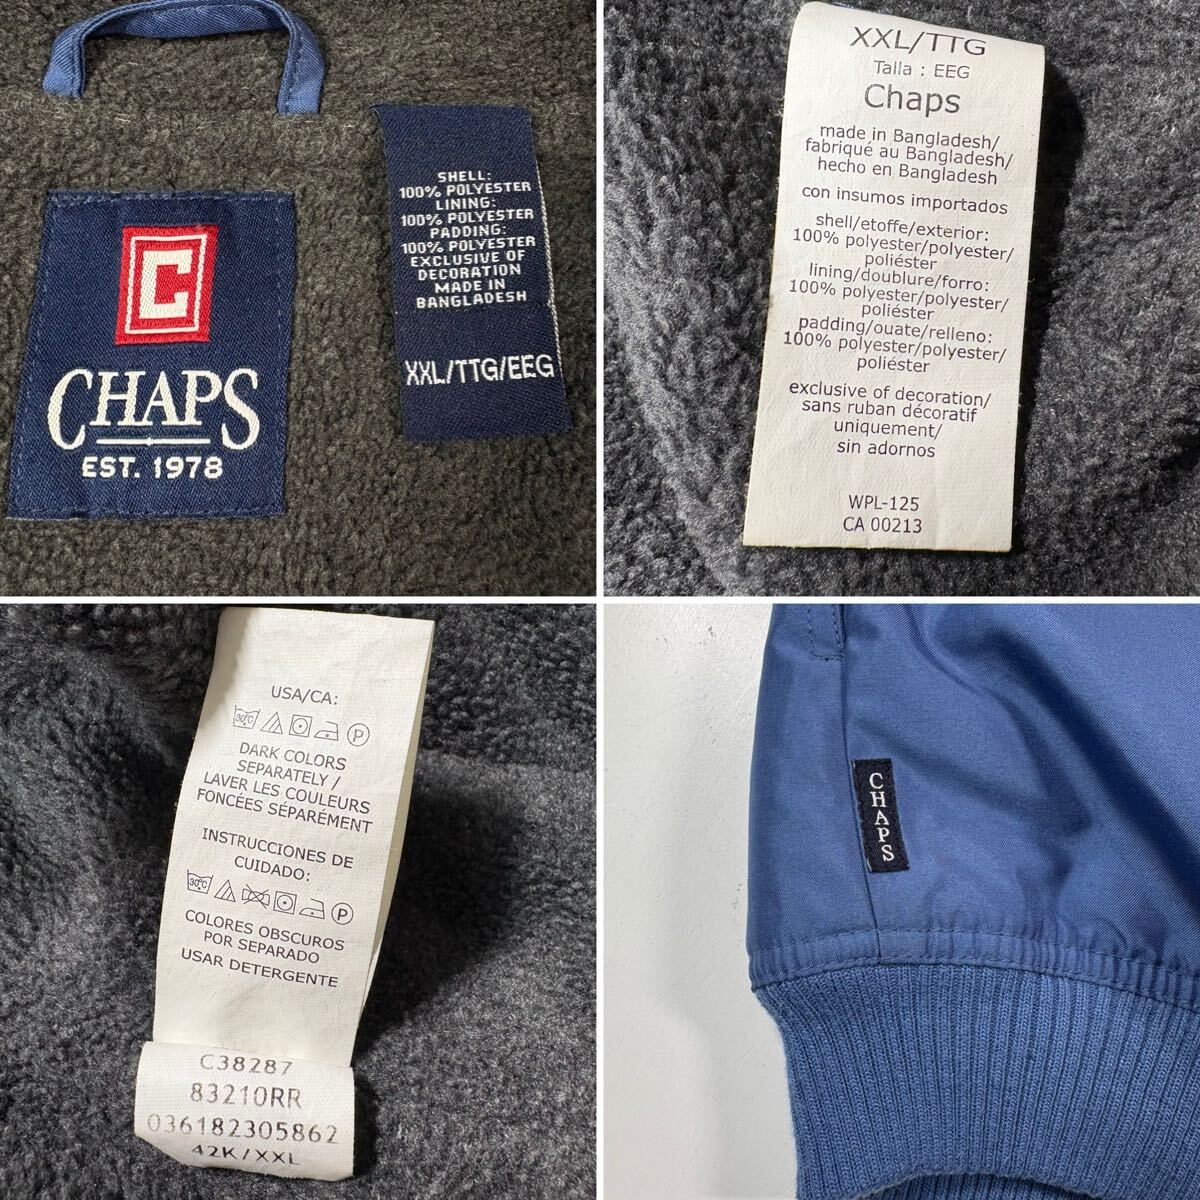 C
CHAPS
EST. 1978
SHELL:
100% POLYESTER
LINING:
100% POLYESTER
PADDING:
100% POLYESTER
EXCLUSIVE OF
DECORATION
MADE IN
BANGLADESH
XXL/TTG/EEG
XXL/TTG
Talla : EEG
Chaps
made in Bangladesh/
fabriqué au Bangladesh/
hecho en Bangladesh
con insumos importados
shell/etoffe/exterior:
100% polyester/polyester/
poliéster
lining/doublure/forro:
100% polyester/polyester/
poliéster
padding/ouate/relleno:
100% polyester/polyester/
poliéster
exclusive of decoration/
sans ruban décoratif
uniquement/
sin adornos
WPL-125
CA 00213
USA/CA:
30°C P
DARK COLORS
SEPARATELY /
LAVER LES COULEURS
FONCÉES SÉPARÉMENT
INSTRUCCIONES DE
CUIDADO:
30°C P
COLORES OBSCUROS
POR SEPARADO
USAR DETERGENTE
C38287
83210RR
036182305862
42K/XXL
CHAPS